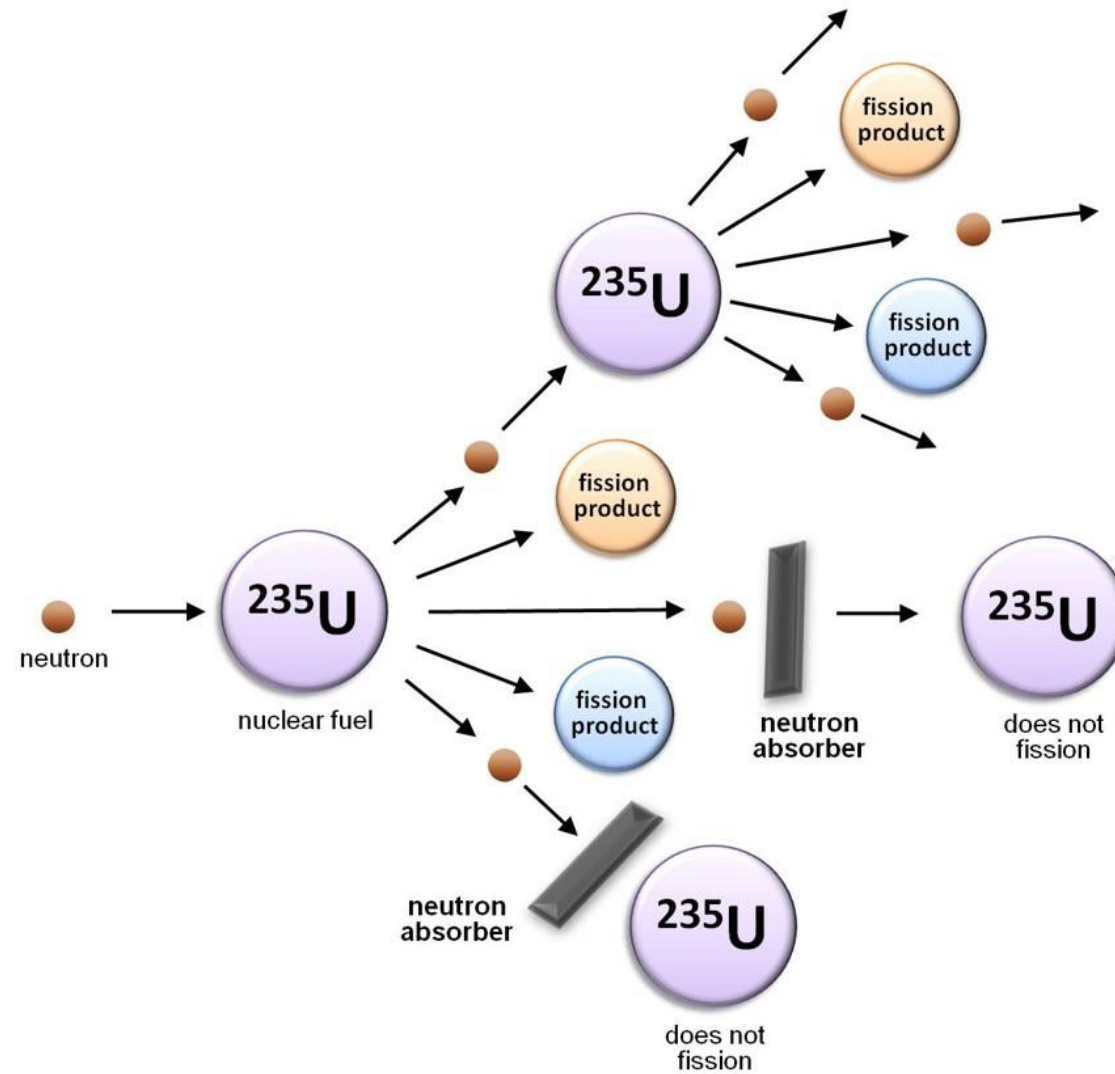 fission
product
235U
fission
product
fission
product
235U
neutron
nuclear fuel
fission
product
neutron
absorber
235U
does not
fission
neutron
absorber
235U
does not
fission